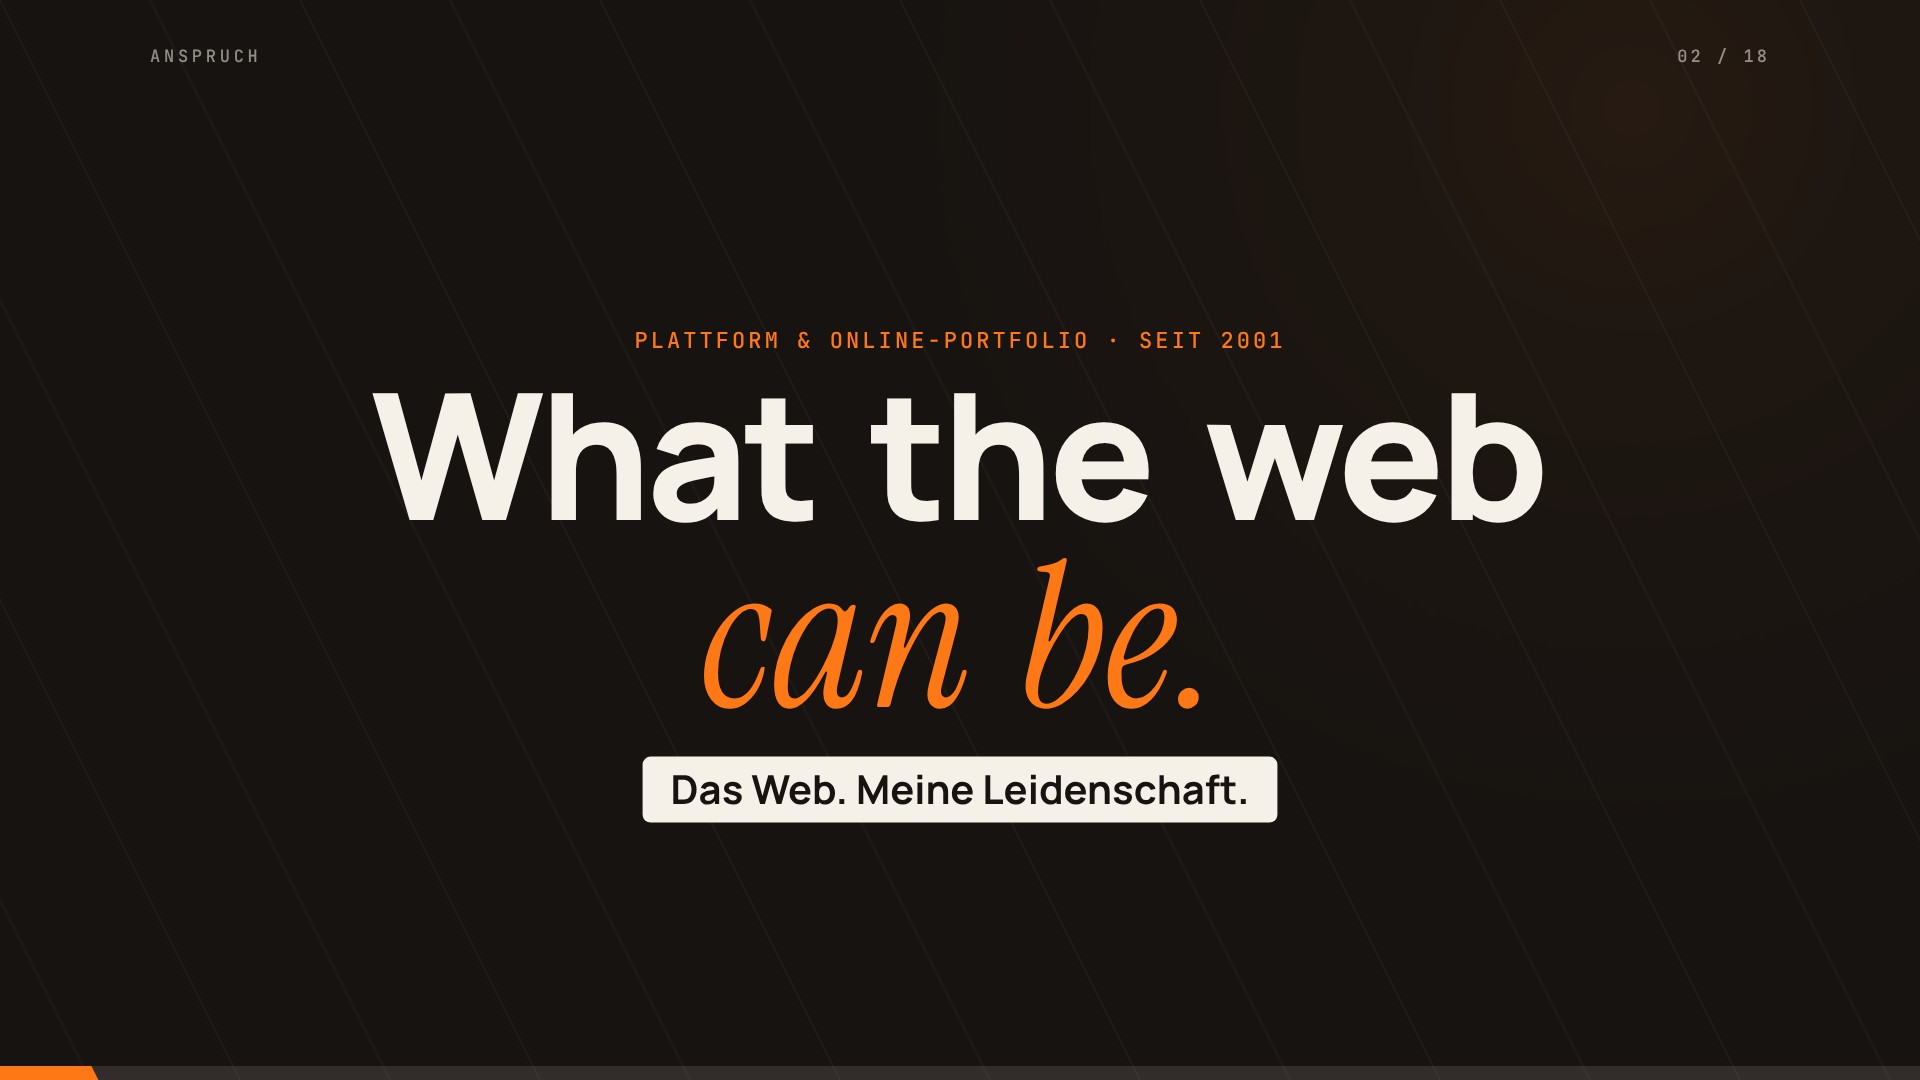 ANSPRUCH
02 / 18
PLATTFORM & ONLINE-PORTFOLIO · SEIT 2001
What the web
can be.
Das Web. Meine Leidenschaft.